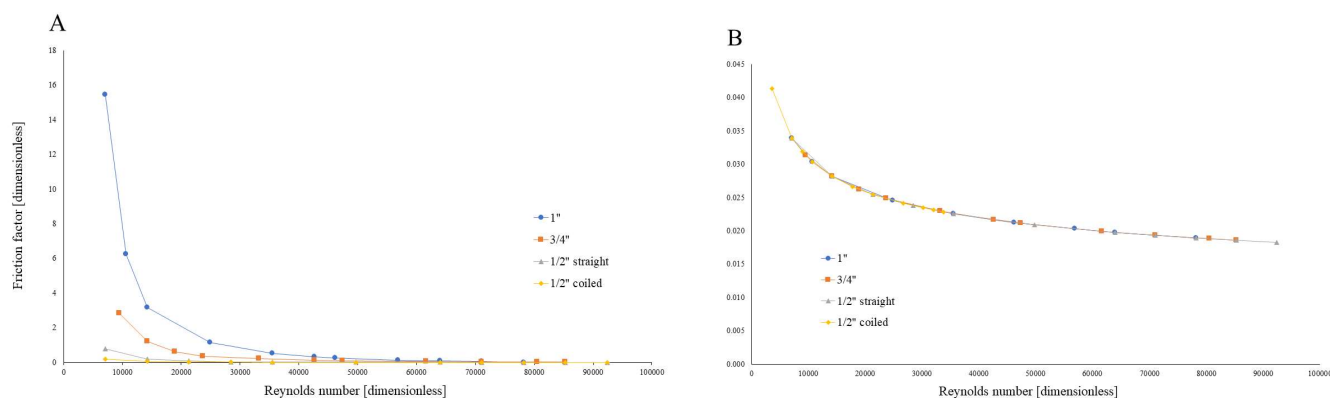 A
18
16
14
12
10
8
6
4
2
0
0 10000 20000 30000 40000 50000 60000 70000 80000 90000 100000
Friction factor [dimensionless]
Reynolds number [dimensionless]
1"
3/4"
1/2" straight
1/2" coiled
B
0.045
0.040
0.035
0.030
0.025
0.020
0.015
0.010
0.005
0.000
0 10000 20000 30000 40000 50000 60000 70000 80000 90000 100000
Reynolds number [dimensionless]
1"
3/4"
1/2" straight
1/2" coiled